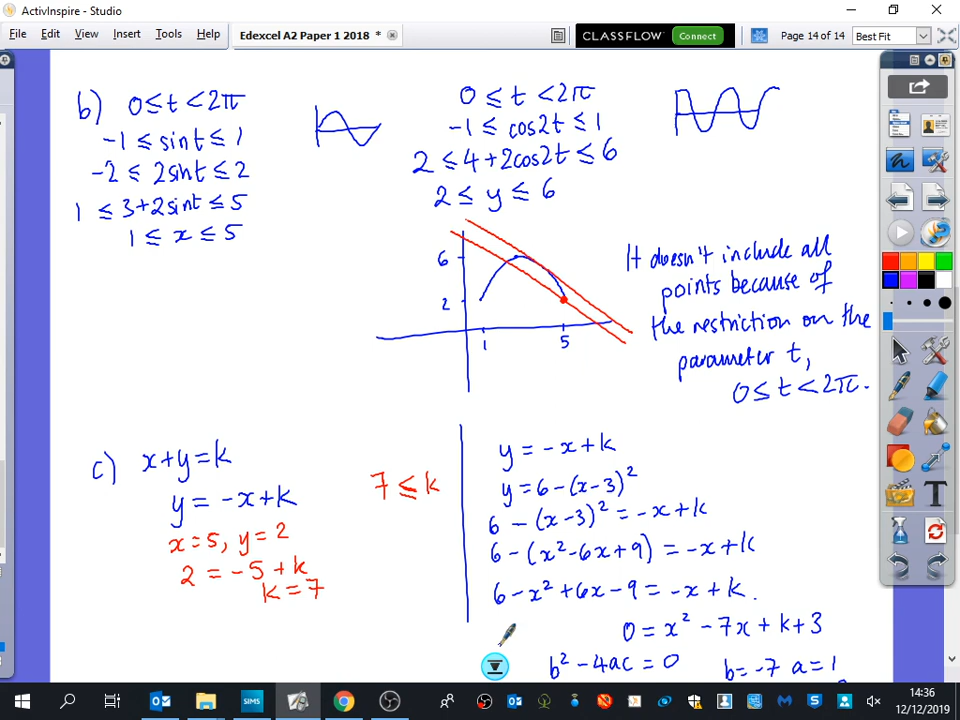 ActivInspire - Studio
File Edit View Insert Tools Help
Edexcel A2 Paper 1 2018 *
CLASSFLOW Connect
Page 14 of 14
Best Fit
b) 0 ≤ t < 2π
-1 ≤ sint ≤ 1
-2 ≤ 2sint ≤ 2
1 ≤ 3+2sint ≤ 5
1 ≤ x ≤ 5
0 ≤ t < 2π
-1 ≤ cos2t ≤ 1
2 ≤ 4+2cos2t ≤ 6
2 ≤ y ≤ 6
6
2
1
5
It doesn't include all
points because of
the restriction on the
parameter t,
0 ≤ t < 2π.
c) x+y=k
y = -x+k
x=5, y=2
2 = -5+k
k=7
7 ≤ k
y = -x+k
y = 6-(x-3)²
6-(x-3)² = -x+k
6-(x²-6x+9) = -x+k
6-x²+6x-9 = -x+k.
0 = x²-7x+k+3
b²-4ac = 0
b=-7 a=1
T
SIMS
14:36
12/12/2019